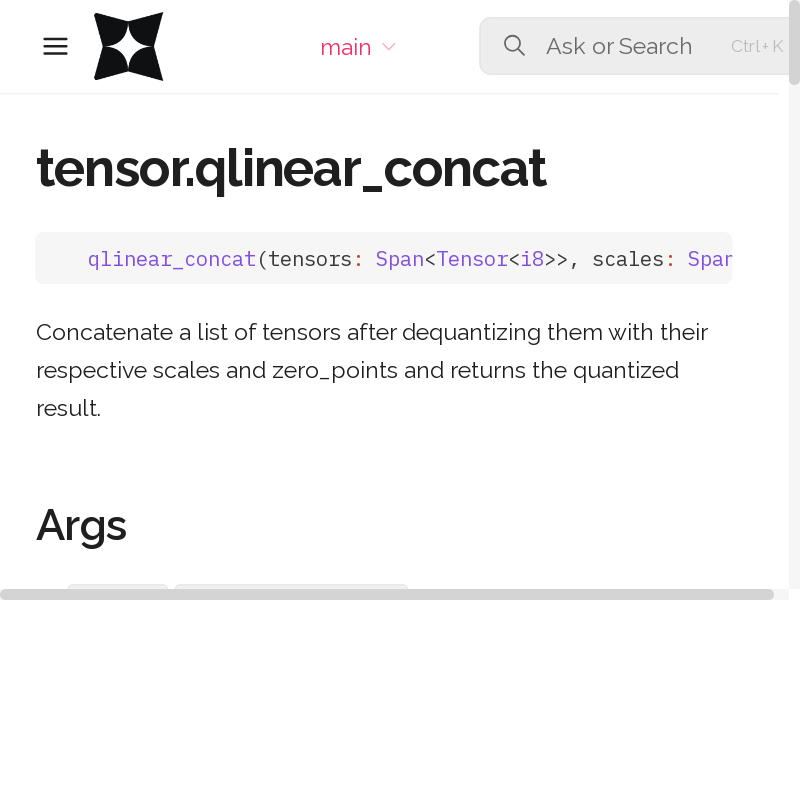 main
Ask or Search
Ctrl+K
tensor.qlinear_concat
qlinear_concat(tensors: Span<Tensor<i8>>, scales: Span
Concatenate a list of tensors after dequantizing them with their
respective scales and zero_points and returns the quantized
result.
Args